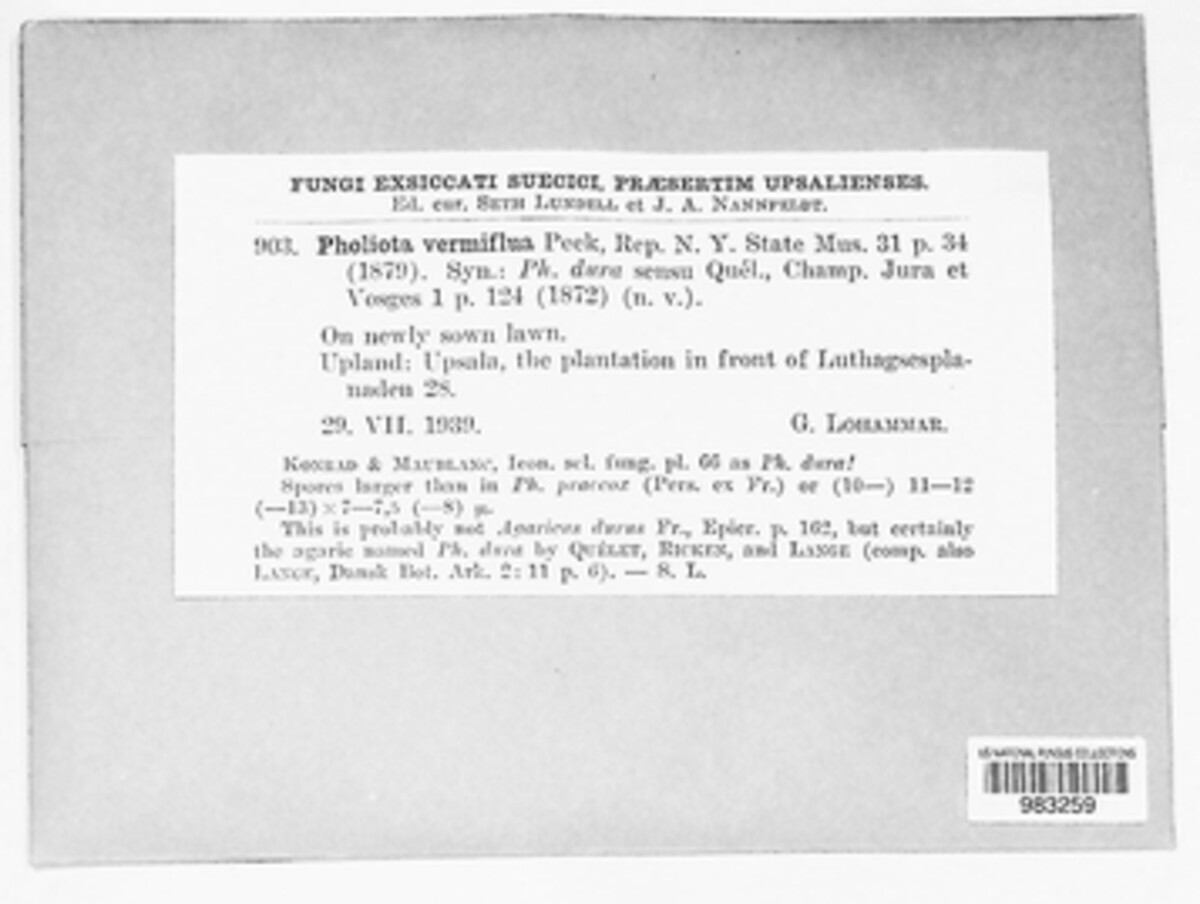 FUNGI EXSICCATI SUECICI, PRÆSERTIM UPSALIENSES.
Ed. cur. SETH LUNDELL et J. A. NANNFELDT.
903. Pholiota vermiflua Peck, Rep. N. Y. State Mus. 31 p. 34
(1879). Syn.: Ph. dura sensu Quél., Champ. Jura et
Vosges 1 p. 124 (1872) (n. v.).
On newly sown lawn.
Upland: Upsala, the plantation in front of Luthagsespla-
naden 28.
29. VII. 1939. G. LOHAMMAR.
KONRAD & MAUBLANC, Icon. sel. fung. pl. 66 as Ph. dura!
Spores larger than in Ph. præcox (Pers. ex Fr.) or (10—) 11—12
(—13) × 7—7,5 (—8) µ.
This is probably not Agaricus durus Fr., Epicr. p. 162, but certainly
the agaric named Ph. dura by QUÉLET, RICKEN, and LANGE (comp. also
LANGE, Dansk Bot. Ark. 2: 11 p. 6). — S. L.
US NATIONAL FUNGUS COLLECTIONS
983259